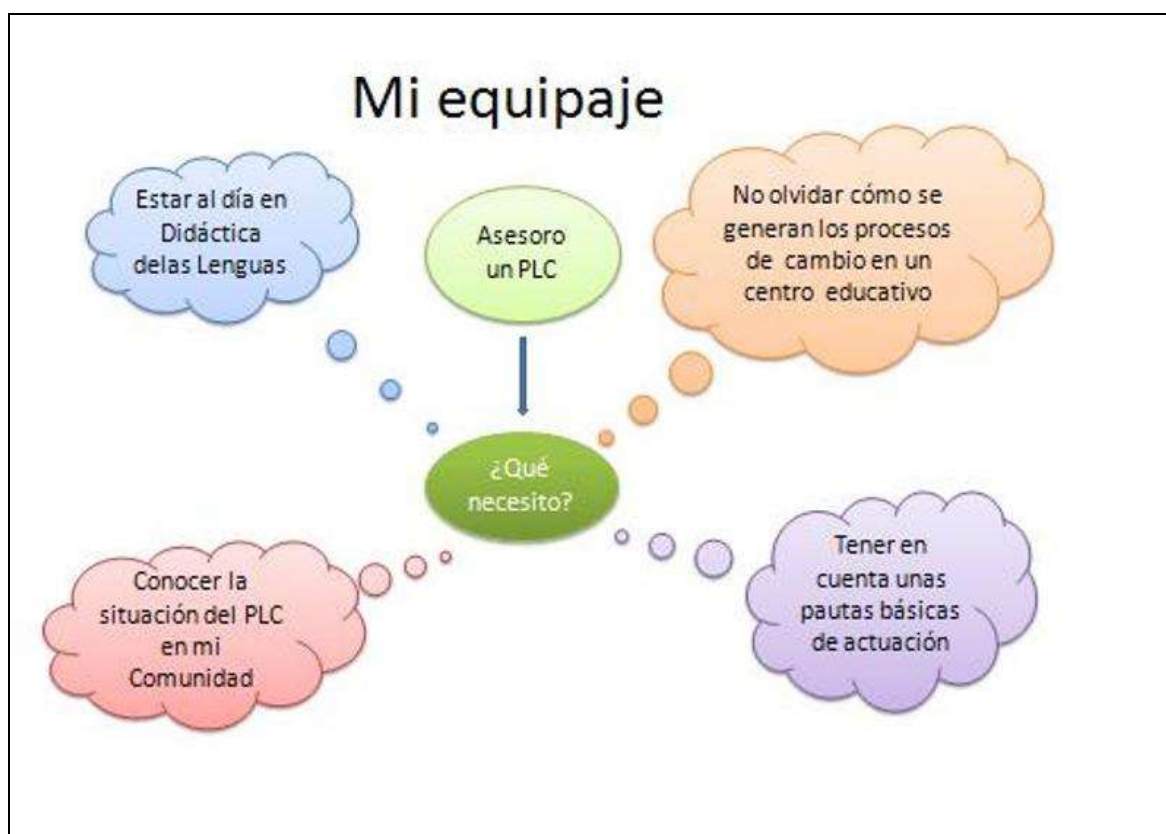 Mi equipaje
Estar al día en
Didáctica
delas Lenguas
Asesoro
un PLC
No olvidar cómo se
generan los procesos
de cambio en un
centro educativo
¿Qué
necesito?
Conocer la
situación del PLC
en mi
Comunidad
Tener en
cuenta unas
pautas básicas
de actuación